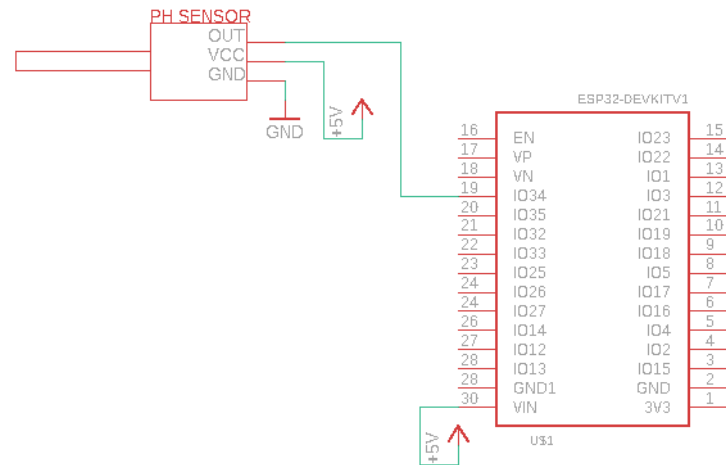 PH SENSOR
OUT
VCC
GND
GND
+5V
ESP32-DEVKITV1
16 EN IO23 15
17 VP IO22 14
18 VN IO1 13
19 IO34 IO3 12
20 IO35 IO21 11
21 IO32 IO19 10
22 IO33 IO18 9
23 IO25 IO5 8
24 IO26 IO17 7
24 IO27 IO16 6
26 IO14 IO4 5
27 IO12 IO2 4
28 IO13 IO15 3
28 GND1 GND 2
30 VIN 3V3 1
+5V
U$1